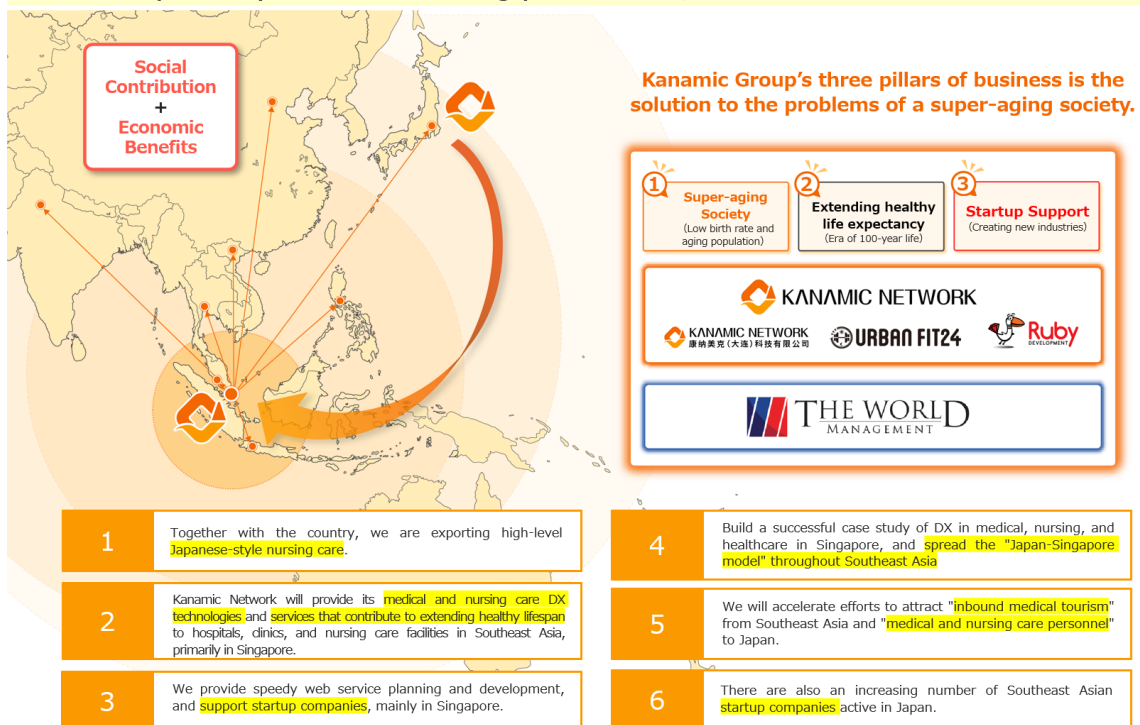 Social
Contribution
+
Economic
Benefits
Kanamic Group's three pillars of business is the
solution to the problems of a super-aging society.
1
Super-aging
Society
(Low birth rate and
aging population)
2
Extending healthy
life expectancy
(Era of 100-year life)
3
Startup Support
(Creating new industries)
KANAMIC NETWORK
KANAMIC NETWORK
康纳美克(大连)科技有限公司
URBAN FIT24
Ruby
DEVELOPMENT
THE WORLD
MANAGEMENT
1
Together with the country, we are exporting high-level
Japanese-style nursing care.
2
Kanamic Network will provide its medical and nursing care DX
technologies and services that contribute to extending healthy lifespan
to hospitals, clinics, and nursing care facilities in Southeast Asia,
primarily in Singapore.
3
We provide speedy web service planning and development,
and support startup companies, mainly in Singapore.
4
Build a successful case study of DX in medical, nursing, and
healthcare in Singapore, and spread the "Japan-Singapore
model" throughout Southeast Asia
5
We will accelerate efforts to attract "inbound medical tourism"
from Southeast Asia and "medical and nursing care personnel"
to Japan.
6
There are also an increasing number of Southeast Asian
startup companies active in Japan.